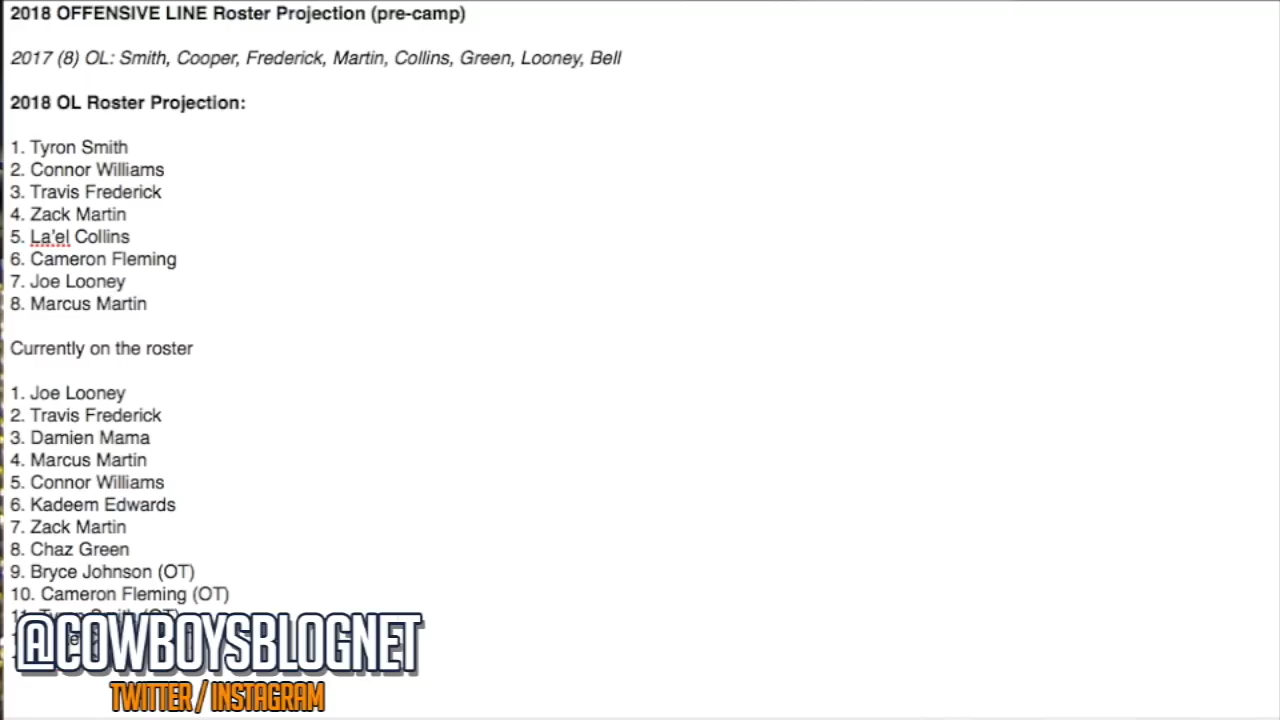 2018 OFFENSIVE LINE Roster Projection (pre-camp)
2017 (8) OL: Smith, Cooper, Frederick, Martin, Collins, Green, Looney, Bell
2018 OL Roster Projection:
1. Tyron Smith
2. Connor Williams
3. Travis Frederick
4. Zack Martin
5. La'el Collins
6. Cameron Fleming
7. Joe Looney
8. Marcus Martin
Currently on the roster
1. Joe Looney
2. Travis Frederick
3. Damien Mama
4. Marcus Martin
5. Connor Williams
6. Kadeem Edwards
7. Zack Martin
8. Chaz Green
9. Bryce Johnson (OT)
10. Cameron Fleming (OT)
11. Tyron Smith (OT)
@COWBOYSBLOGNET
TWITTER / INSTAGRAM